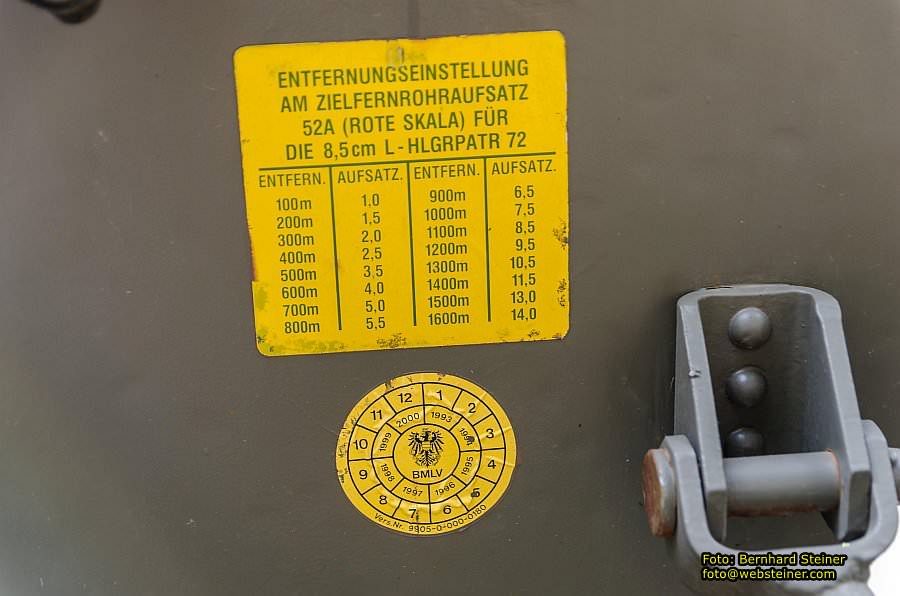 ENTFERNUNGSEINSTELLUNG
AM ZIELFERNROHRAUFSATZ
52A (ROTE SKALA) FÜR
DIE 8,5cm L-HLGRPATR 72
ENTFERN. AUFSATZ. ENTFERN. AUFSATZ.
100m 1,0 900m 6,5
200m 1,5 1000m 7,5
300m 2,0 1100m 8,5
400m 2,5 1200m 9,5
500m 3,5 1300m 10,5
600m 4,0 1400m 11,5
700m 5,0 1500m 13,0
800m 5,5 1600m 14,0
12 1 2 3 4 5 6 7 8 9 10 11
1993 1994 1995 1996 1997 1998 1999 2000
BMLV
Vers.Nr. 9905-0-000-0180
Foto: Bernhard Steiner
foto@websteiner.com